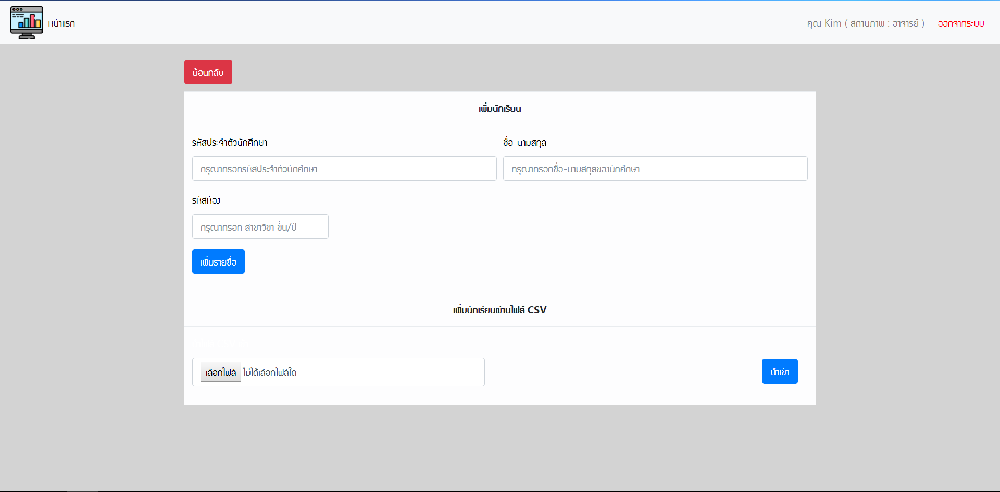 หน้าแรก
คุณ Kim ( สถานภาพ : อาจารย์ ) ออกจากระบบ
ย้อนกลับ
เพิ่มนักเรียน
รหัสประจำตัวนักศึกษา ชื่อ-นามสกุล
กรุณากรอกรหัสประจำตัวนักศึกษา กรุณากรอกชื่อ-นามสกุลของนักศึกษา
รหัสห้อง
กรุณากรอก สาขาวิชา ชั้น/ปี
เพิ่มรายชื่อ
เพิ่มนักเรียนผ่านไฟล์ CSV
เลือกไฟล์ ไม่ได้เลือกไฟล์ใด นำเข้า